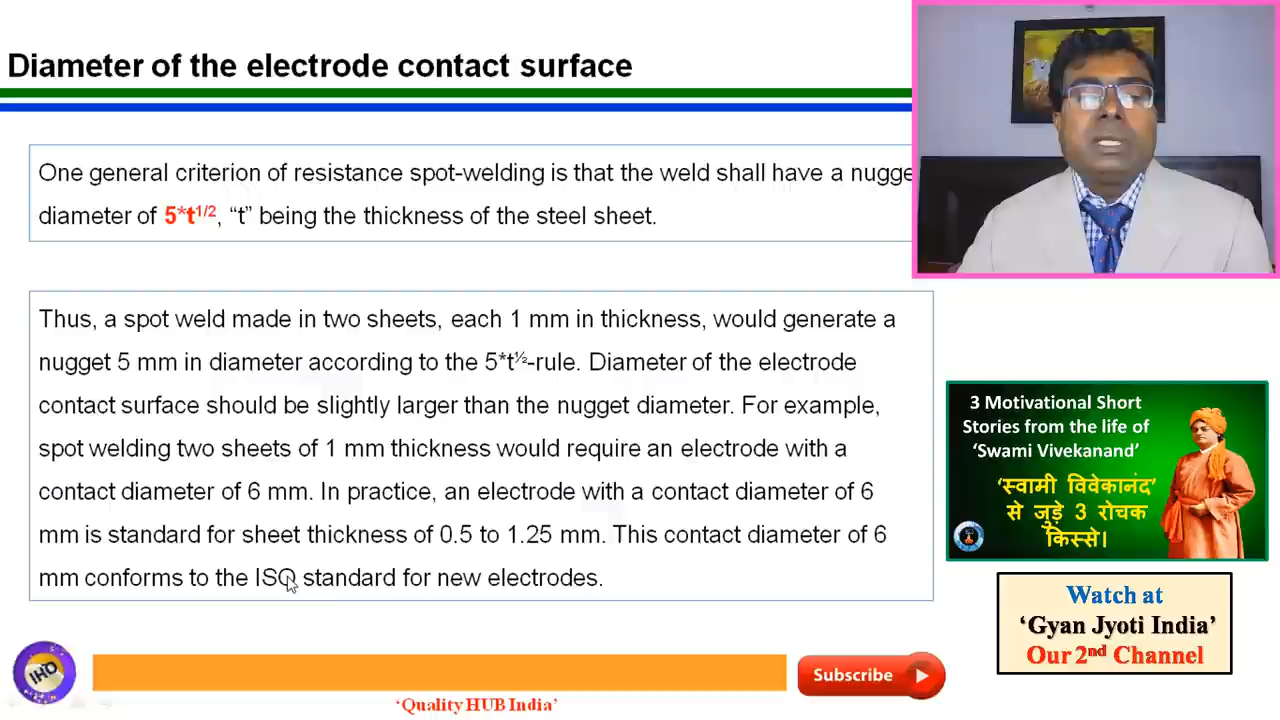 Diameter of the electrode contact surface
One general criterion of resistance spot-welding is that the weld shall have a nugge
diameter of 5*t1/2, “t” being the thickness of the steel sheet.
Thus, a spot weld made in two sheets, each 1 mm in thickness, would generate a
nugget 5 mm in diameter according to the 5*t½-rule. Diameter of the electrode
contact surface should be slightly larger than the nugget diameter. For example,
spot welding two sheets of 1 mm thickness would require an electrode with a
contact diameter of 6 mm. In practice, an electrode with a contact diameter of 6
mm is standard for sheet thickness of 0.5 to 1.25 mm. This contact diameter of 6
mm conforms to the ISO standard for new electrodes.
3 Motivational Short
Stories from the life of
‘Swami Vivekanand’
‘स्वामी विवेकानंद’
से जुड़े 3 रोचक
किस्से।
Watch at
‘Gyan Jyoti India’
Our 2nd Channel
IHQ
Subscribe
‘Quality HUB India’